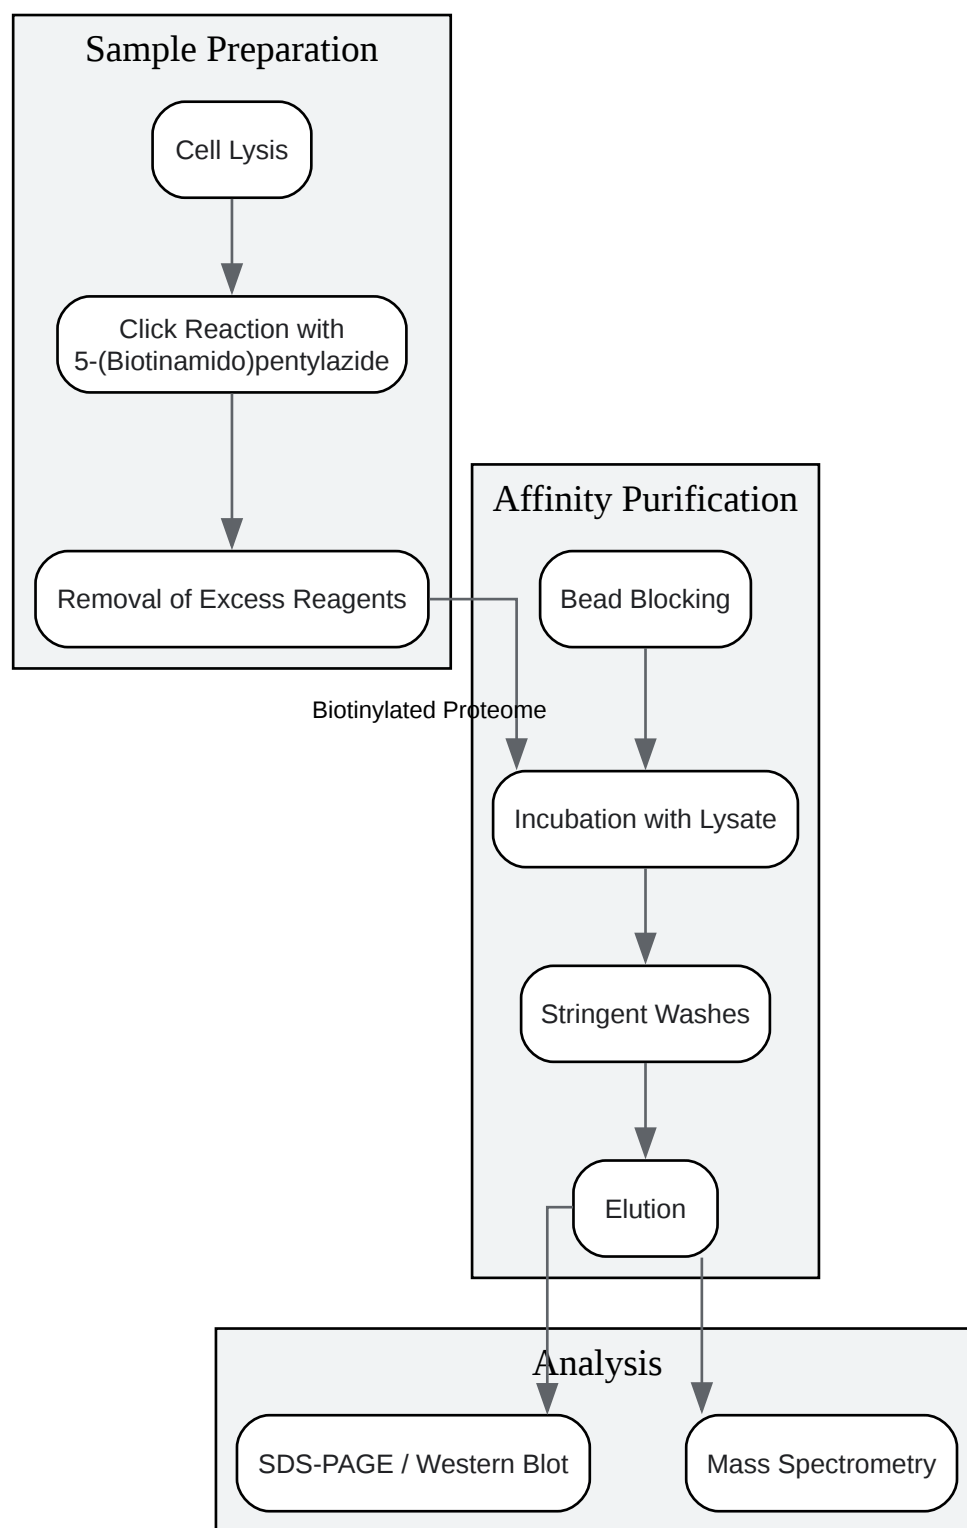 Sample Preparation
Cell Lysis
Click Reaction with
5-(Biotinamido)pentylazide
Removal of Excess Reagents
Affinity Purification
Bead Blocking
Biotinylated Proteome
Incubation with Lysate
Stringent Washes
Elution
Analysis
SDS-PAGE / Western Blot
Mass Spectrometry